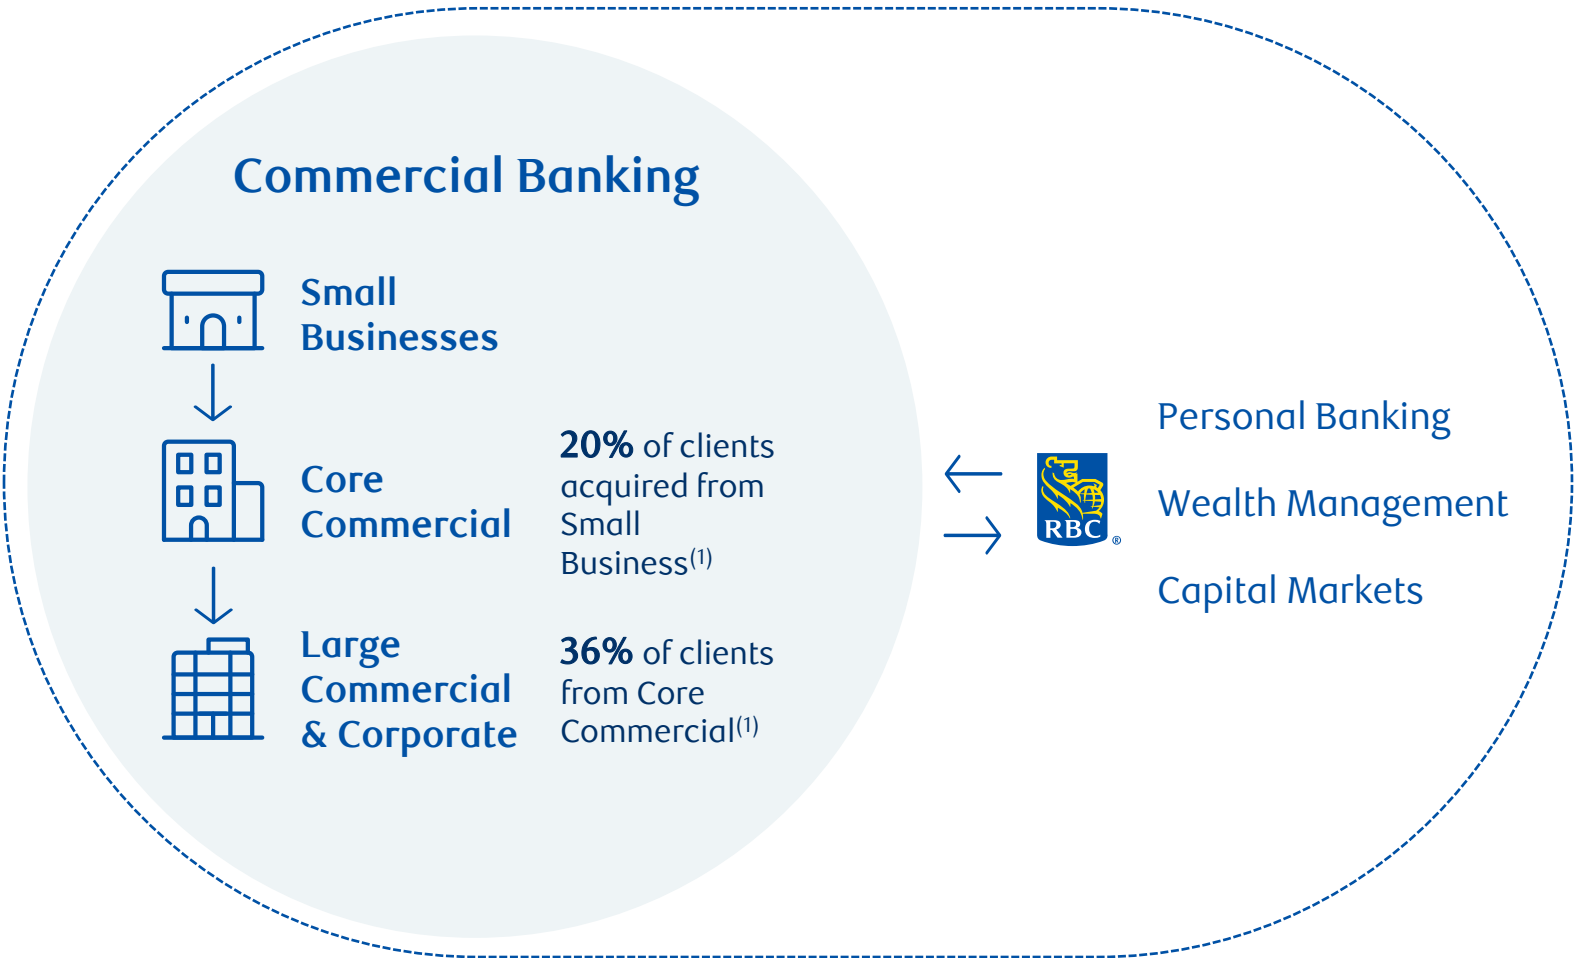 Commercial Banking
Small
Businesses
Core
Commercial
20% of clients
acquired from
Small
Business(1)
Large
Commercial
& Corporate
36% of clients
from Core
Commercial(1)
RBC
®
Personal Banking
Wealth Management
Capital Markets